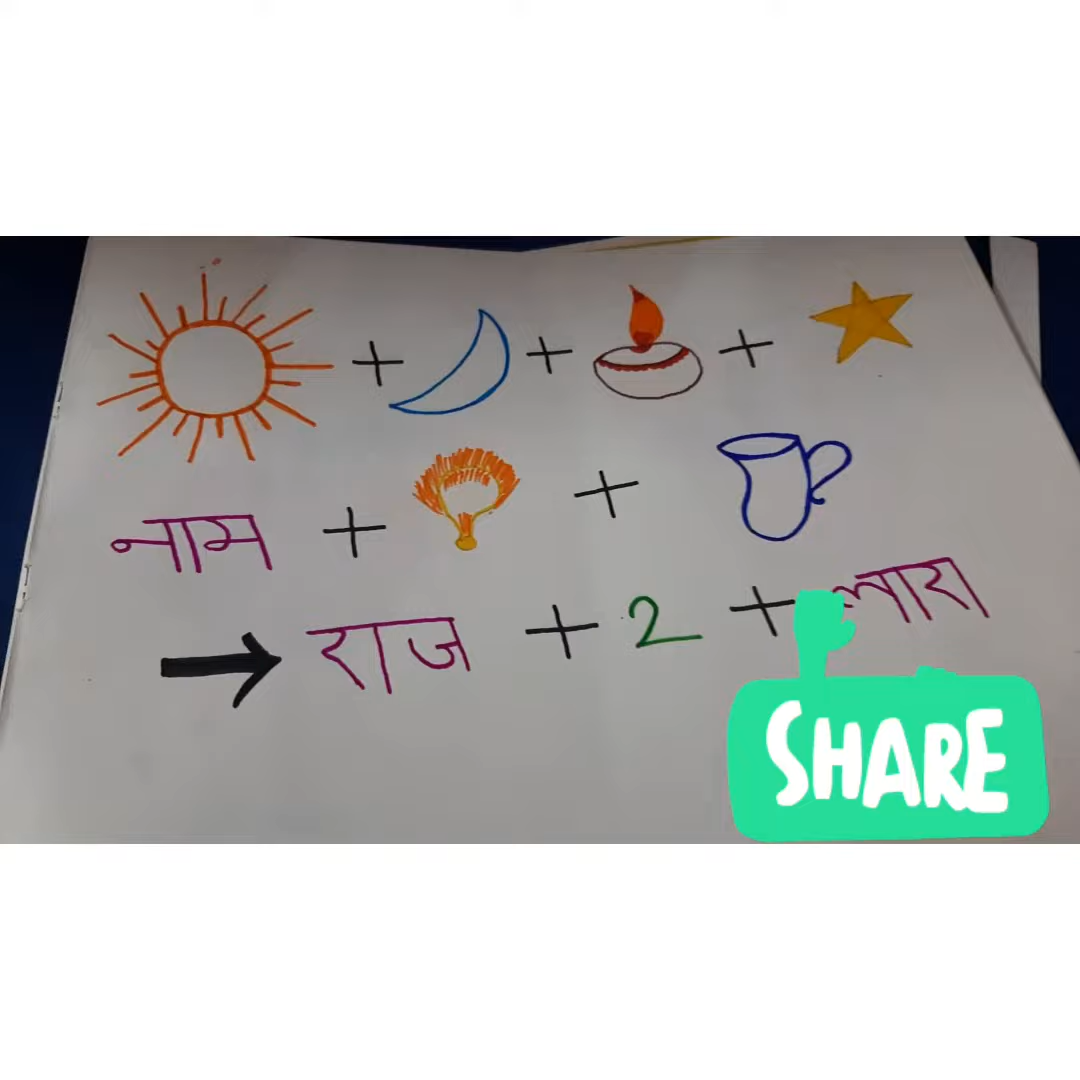 + + +
नाम + +
→ राज + 2 + लारा
SHARE